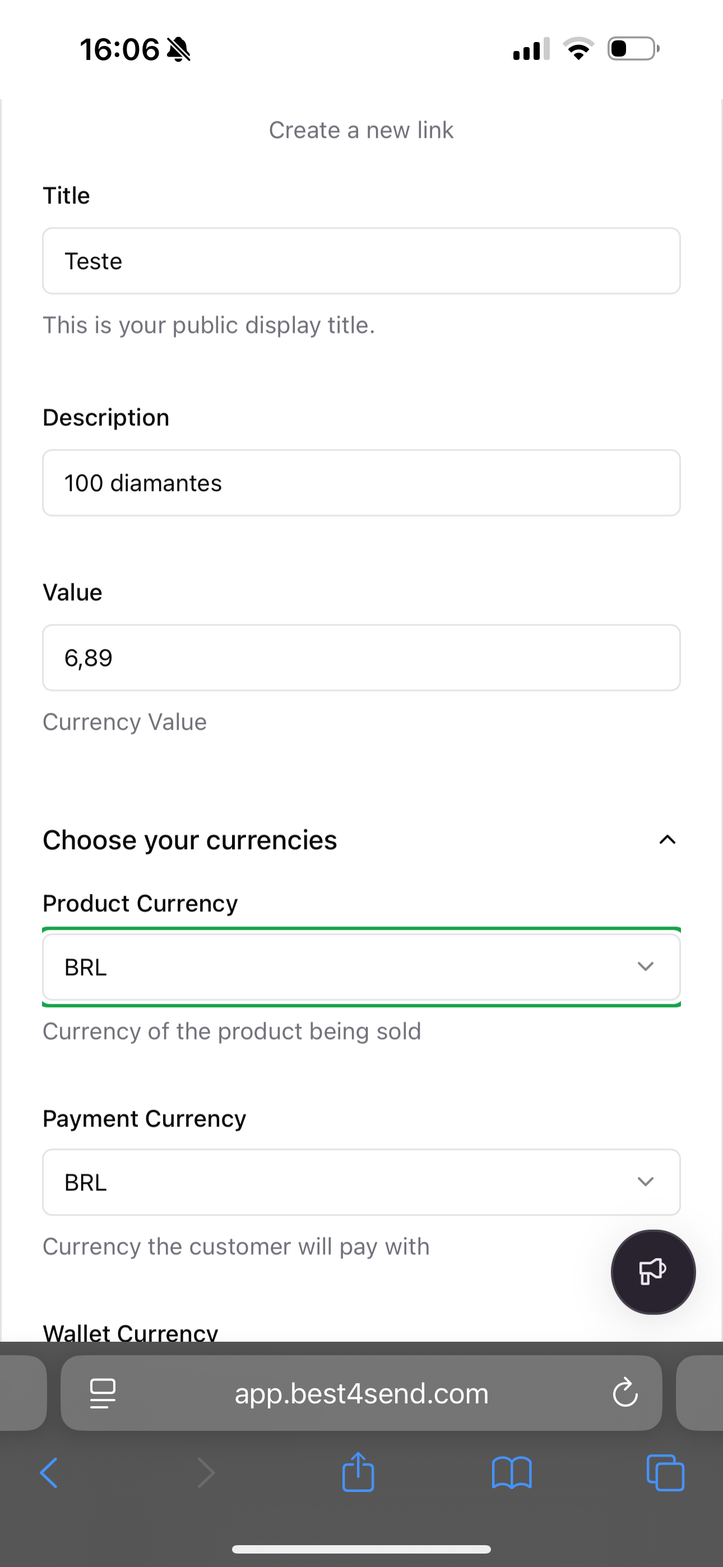 16:06
Create a new link
Title
Teste
This is your public display title.
Description
100 diamantes
Value
6,89
Currency Value
Choose your currencies
Product Currency
BRL
Currency of the product being sold
Payment Currency
BRL
Currency the customer will pay with
Wallet Currency
app.best4send.com